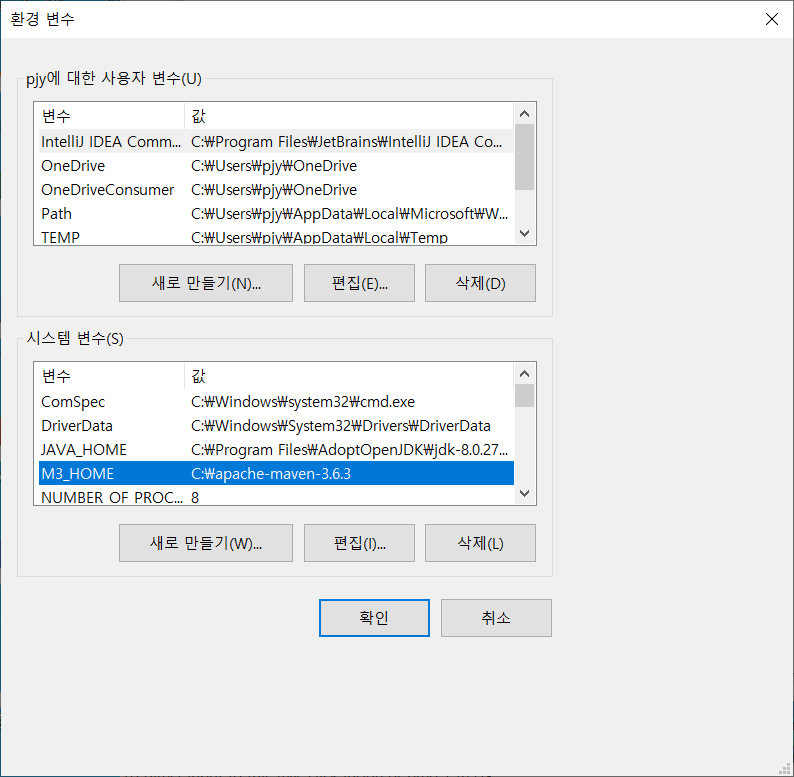 환경 변수
pjy에 대한 사용자 변수(U)
변수 값
IntelliJ IDEA Comm... C:₩Program Files₩JetBrains₩IntelliJ IDEA Co...
OneDrive C:₩Users₩pjy₩OneDrive
OneDriveConsumer C:₩Users₩pjy₩OneDrive
Path C:₩Users₩pjy₩AppData₩Local₩Microsoft₩W...
TEMP C:₩Users₩pjy₩AppData₩Local₩Temp
새로 만들기(N)... 편집(E)... 삭제(D)
시스템 변수(S)
변수 값
ComSpec C:₩Windows₩system32₩cmd.exe
DriverData C:₩Windows₩System32₩Drivers₩DriverData
JAVA_HOME C:₩Program Files₩AdoptOpenJDK₩jdk-8.0.27...
M3_HOME C:₩apache-maven-3.6.3
NUMBER_OF_PROC... 8
새로 만들기(W)... 편집(I)... 삭제(L)
확인 취소